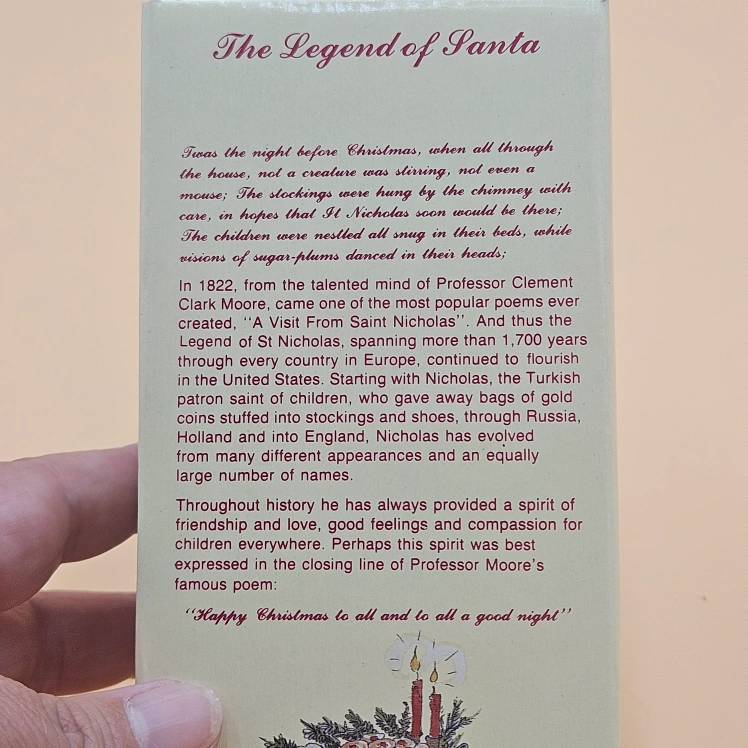 The Legend of Santa
Twas the night before Christmas, when all through
the house, not a creature was stirring, not even a
mouse; The stockings were hung by the chimney with
care, in hopes that St Nicholas soon would be there;
The children were nestled all snug in their beds, while
visions of sugar-plums danced in their heads;
In 1822, from the talented mind of Professor Clement
Clark Moore, came one of the most popular poems ever
created, ''A Visit From Saint Nicholas''. And thus the
Legend of St Nicholas, spanning more than 1,700 years
through every country in Europe, continued to flourish
in the United States. Starting with Nicholas, the Turkish
patron saint of children, who gave away bags of gold
coins stuffed into stockings and shoes, through Russia,
Holland and into England, Nicholas has evolved
from many different appearances and an equally
large number of names.
Throughout history he has always provided a spirit of
friendship and love, good feelings and compassion for
children everywhere. Perhaps this spirit was best
expressed in the closing line of Professor Moore's
famous poem:
''Happy Christmas to all and to all a good night''